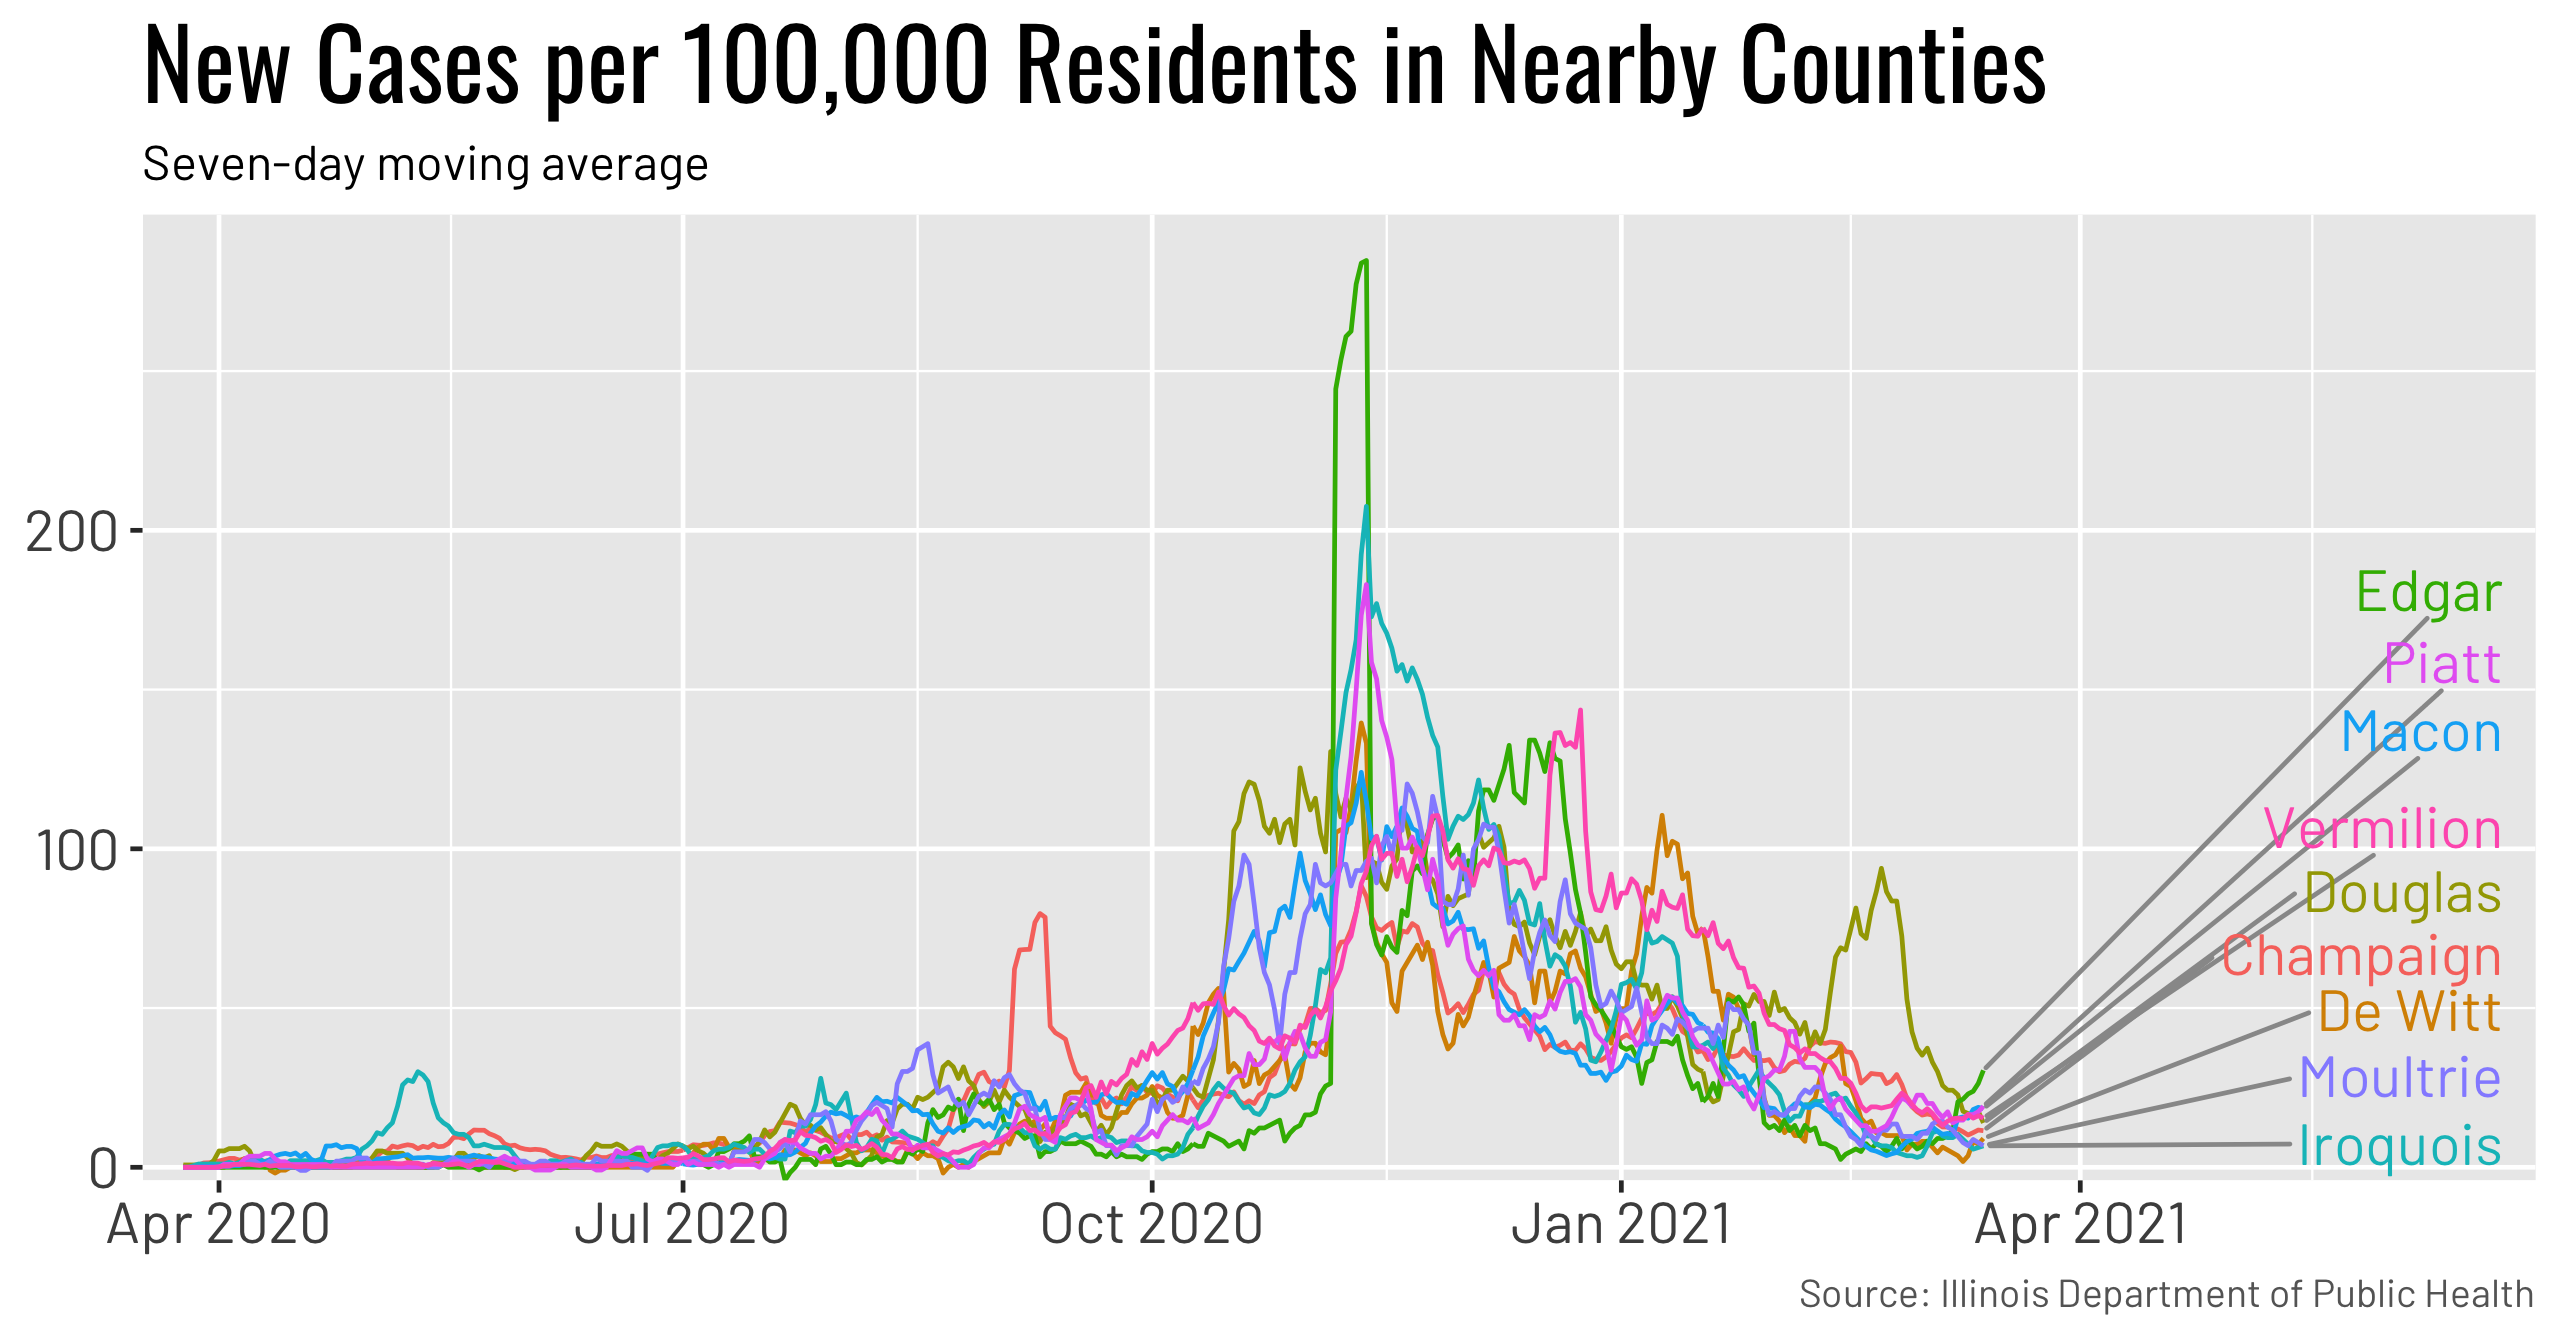 New Cases per 100,000 Residents in Nearby Counties
Seven-day moving average
200
100
0
Edgar
Piatt
Macon
Vermilion
Douglas
Champaign
De Witt
Moultrie
Iroquois
Apr 2020 Jul 2020 Oct 2020 Jan 2021 Apr 2021
Source: Illinois Department of Public Health